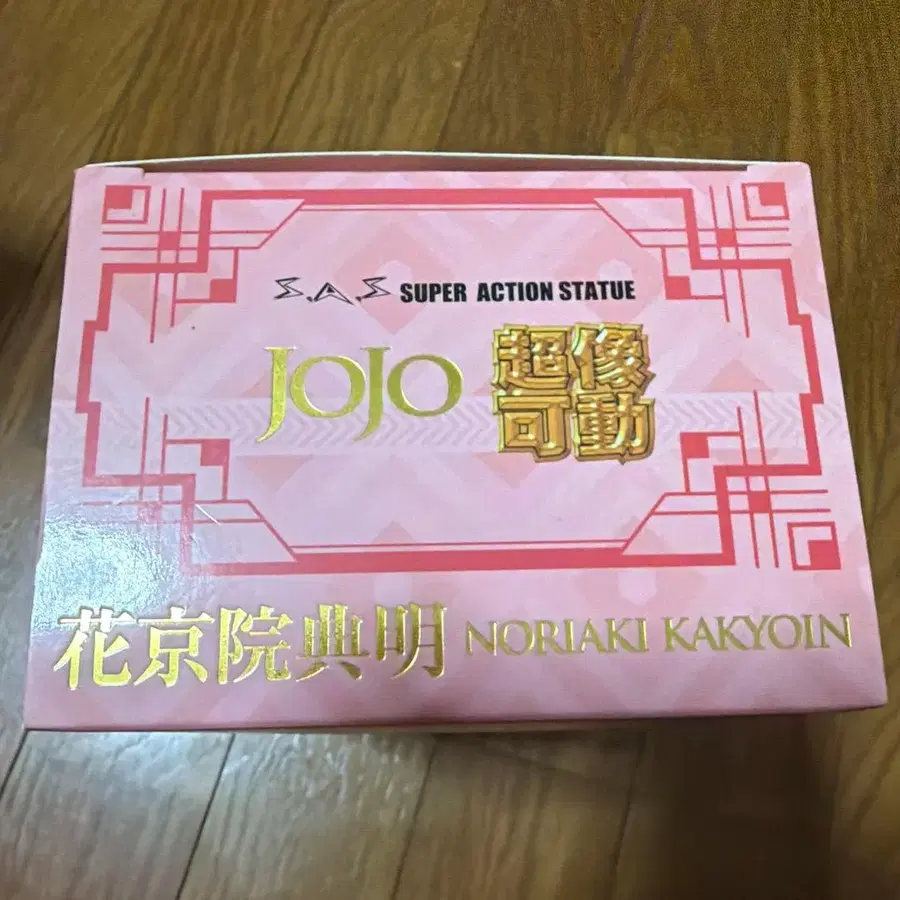 S.A.S SUPER ACTION STATUE
JOJO 超像
可動
花京院典明 NORIAKI KAKYOIN